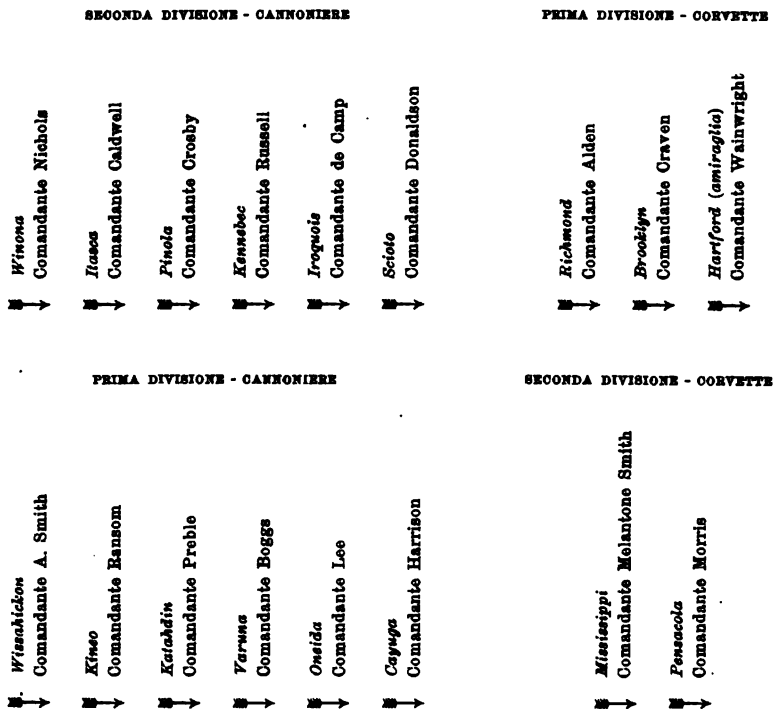 SECONDA DIVISIONE - CANNONIERE
Winona
Comandante Nichols
Itasca
Comandante Caldwell
Pinola
Comandante Crosby
Kennebec
Comandante Russell
Iroquois
Comandante de Camp
Scioto
Comandante Donaldson
PRIMA DIVISIONE - CORVETTE
Richmond
Comandante Alden
Brooklyn
Comandante Craven
Hartford (amiraglia)
Comandante Wainwright
PRIMA DIVISIONE - CANNONIERE
Wissahickon
Comandante A. Smith
Kineo
Comandante Ransom
Katahdin
Comandante Preble
Varuna
Comandante Boggs
Oneida
Comandante Lee
Cayuga
Comandante Harrison
SECONDA DIVISIONE - CORVETTE
Mississippi
Comandante Melantone Smith
Pensacola
Comandante Morris